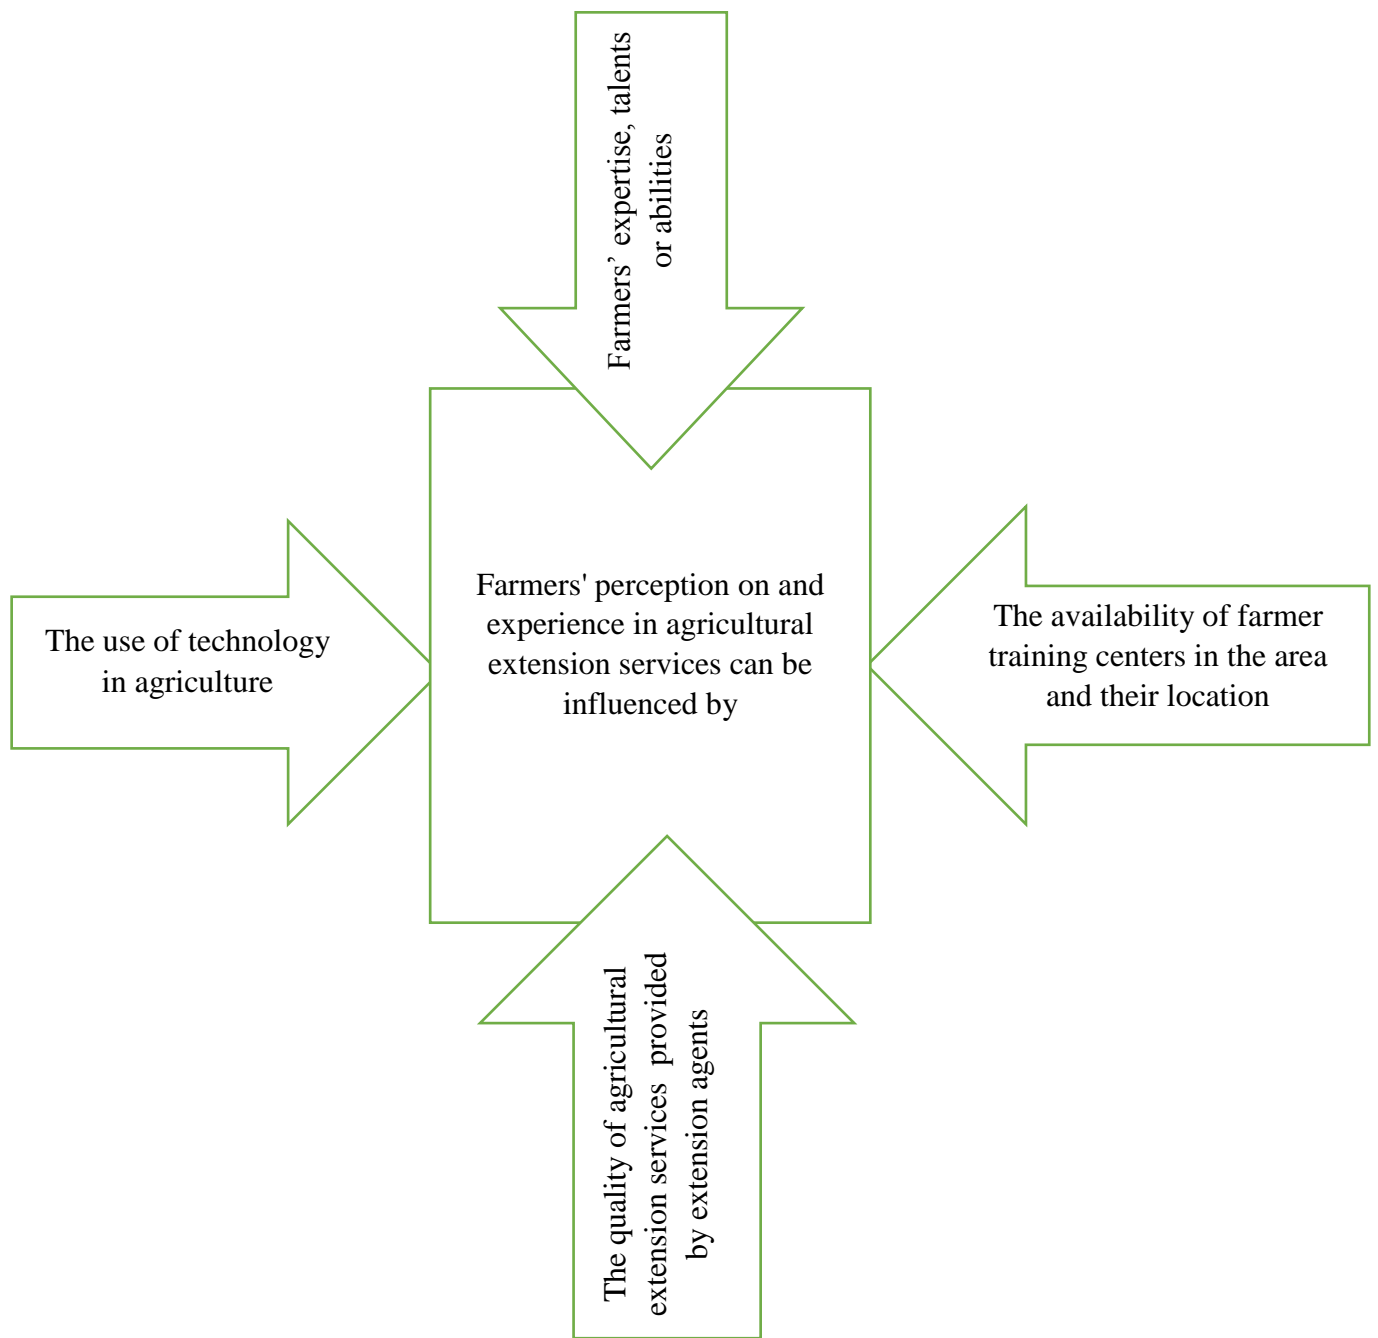 Farmers’ expertise, talents
or abilities
The use of technology
in agriculture
Farmers' perception on and
experience in agricultural
extension services can be
influenced by
The availability of farmer
training centers in the area
and their location
The quality of agricultural
extension services  provided
by extension agents